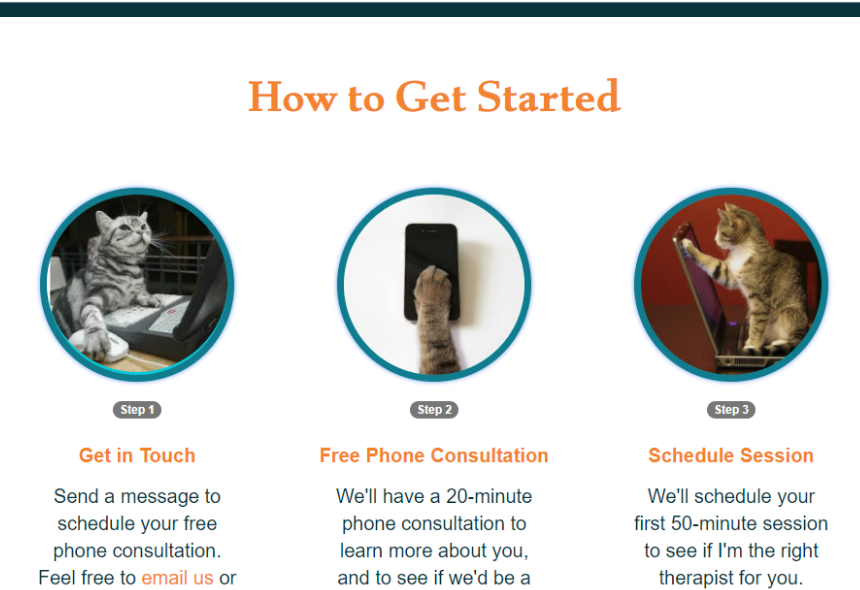 How to Get Started
Step 1
Get in Touch
Send a message to
schedule your free
phone consultation.
Feel free to email us or
Step 2
Free Phone Consultation
We'll have a 20-minute
phone consultation to
learn more about you,
and to see if we'd be a
Step 3
Schedule Session
We'll schedule your
first 50-minute session
to see if I'm the right
therapist for you.